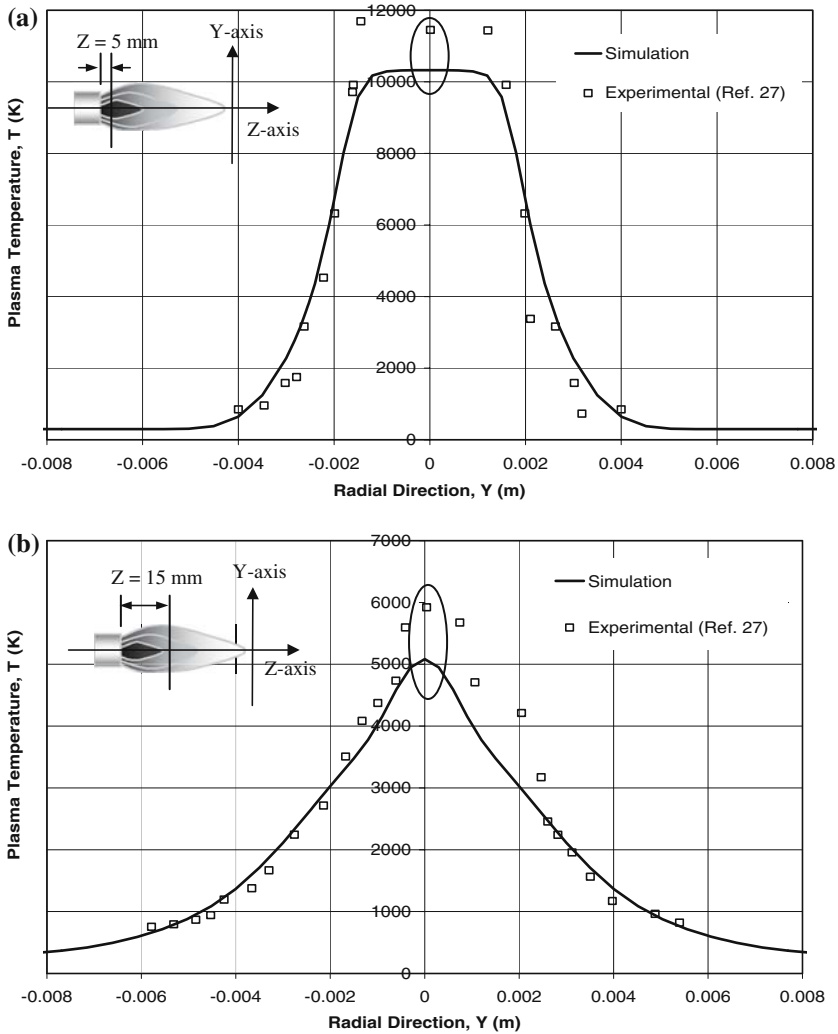 (a)
Z = 5 mm
Y-axis
Z-axis
Simulation
Experimental (Ref. 27)
Plasma Temperature, T (K)
12000
10000
8000
6000
4000
2000
0
-0.008 -0.006 -0.004 -0.002 0 0.002 0.004 0.006 0.008
Radial Direction, Y (m)
(b)
Z = 15 mm
Y-axis
Z-axis
Simulation
Experimental (Ref. 27)
Plasma Temperature, T (K)
7000
6000
5000
4000
3000
2000
1000
0
-0.008 -0.006 -0.004 -0.002 0 0.002 0.004 0.006 0.008
Radial Direction, Y (m)